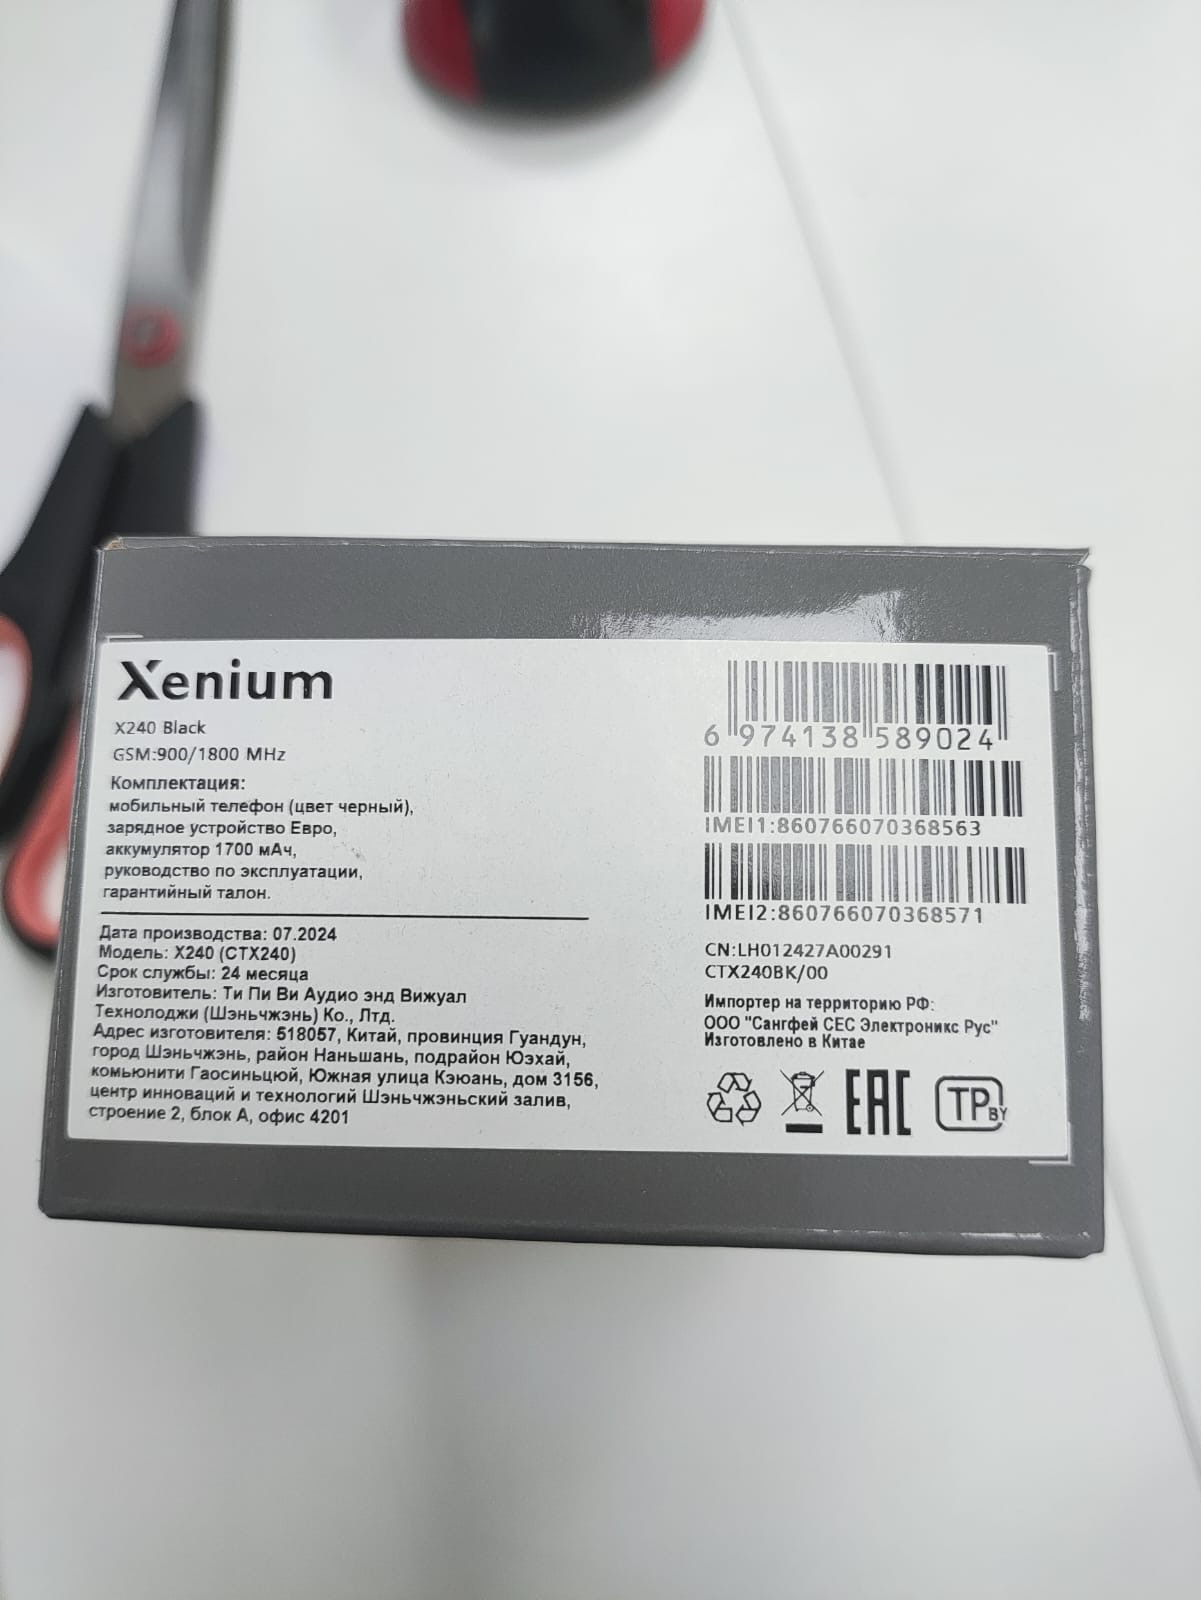 Xenium
X240 Black
GSM:900/1800 MHz
Комплектация:
мобильный телефон (цвет черный),
зарядное устройство Евро,
аккумулятор 1700 мАч,
руководство по эксплуатации,
гарантийный талон.
Дата производства: 07.2024
Модель: X240 (CTX240)
Срок службы: 24 месяца
Изготовитель: Ти Пи Ви Аудио энд Вижуал
Технолоджи (Шэньчжэнь) Ко., Лтд.
Адрес изготовителя: 518057, Китай, провинция Гуандун,
город Шэньчжэнь, район Наньшань, подрайон Юэхай,
комьюнити Гаосиньцюй, Южная улица Кэюань, дом 3156,
центр инноваций и технологий Шэньчжэньский залив,
строение 2, блок А, офис 4201
6 974138 589024
IMEI1:860766070368563
IMEI2:860766070368571
CN:LH012427A00291
CTX240BK/00
Импортер на территорию РФ:
ООО "Сангфей СЕС Электроникс Рус"
Изготовлено в Китае
EAC TP BY